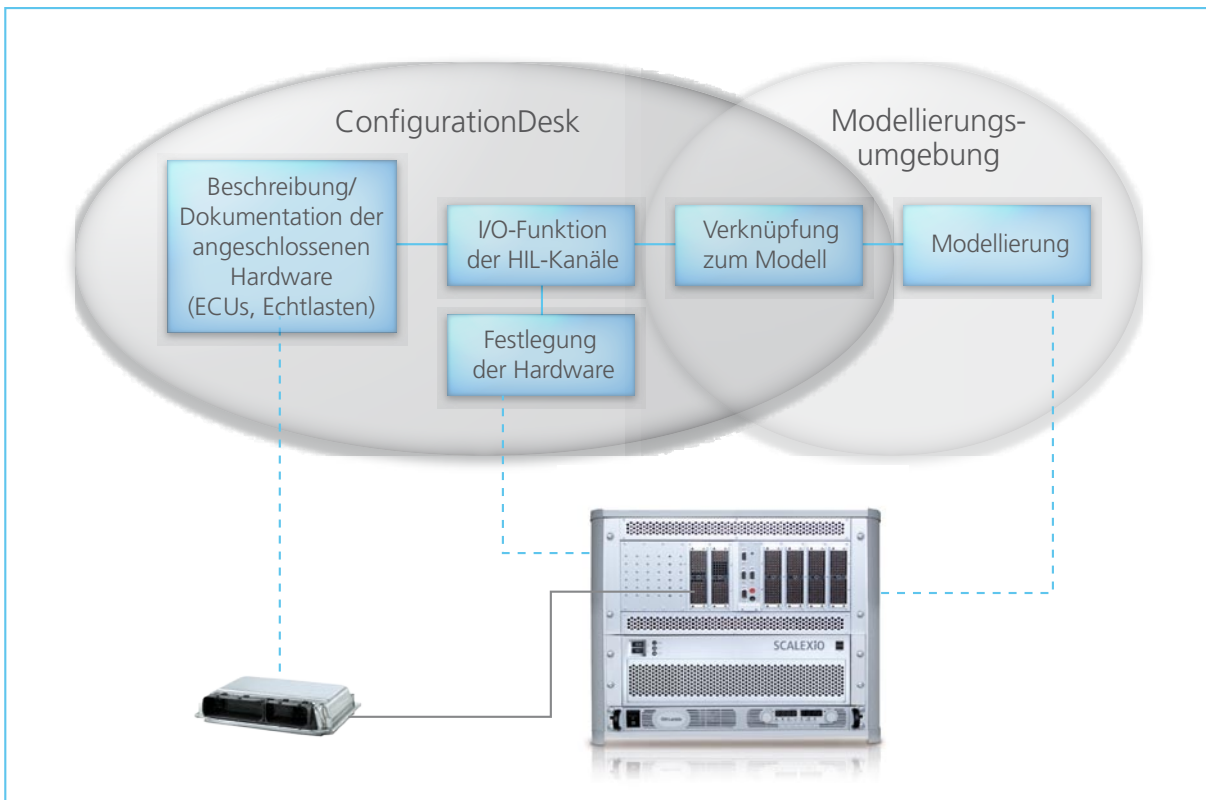 ConfigurationDesk
Modellierungs-
umgebung
Beschreibung/
Dokumentation der
angeschlossenen
Hardware
(ECUs, Echtlasten)
I/O-Funktion
der HIL-Kanäle
Verknüpfung
zum Modell
Modellierung
Festlegung
der Hardware
SCALEXIO